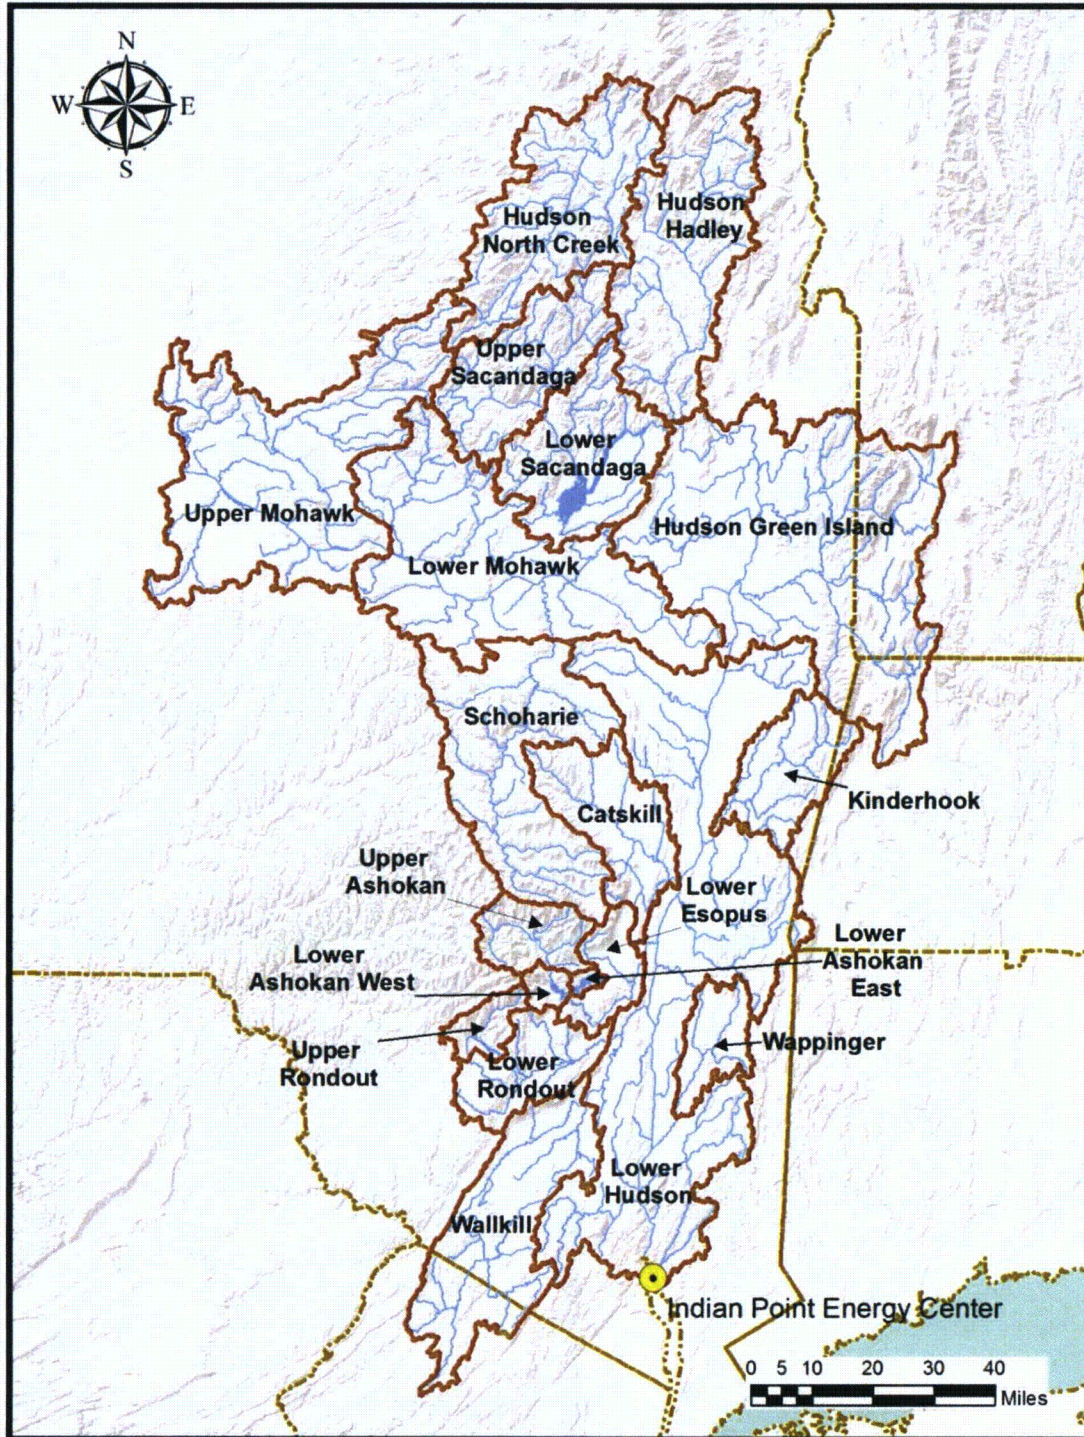 N
W E
S
Hudson
North Creek
Hudson
Hadley
Upper
Sacandaga
Lower
Sacandaga
Upper Mohawk
Hudson Green Island
Lower Mohawk
Schoharie
Kinderhook
Catskill
Upper
Ashokan
Lower
Esopus
Lower
Ashokan West
Lower
Ashokan
East
Upper
Rondout
Lower
Rondout
Wappinger
Lower
Hudson
Wallkill
Indian Point Energy Center
0 5 10 20 30 40
Miles